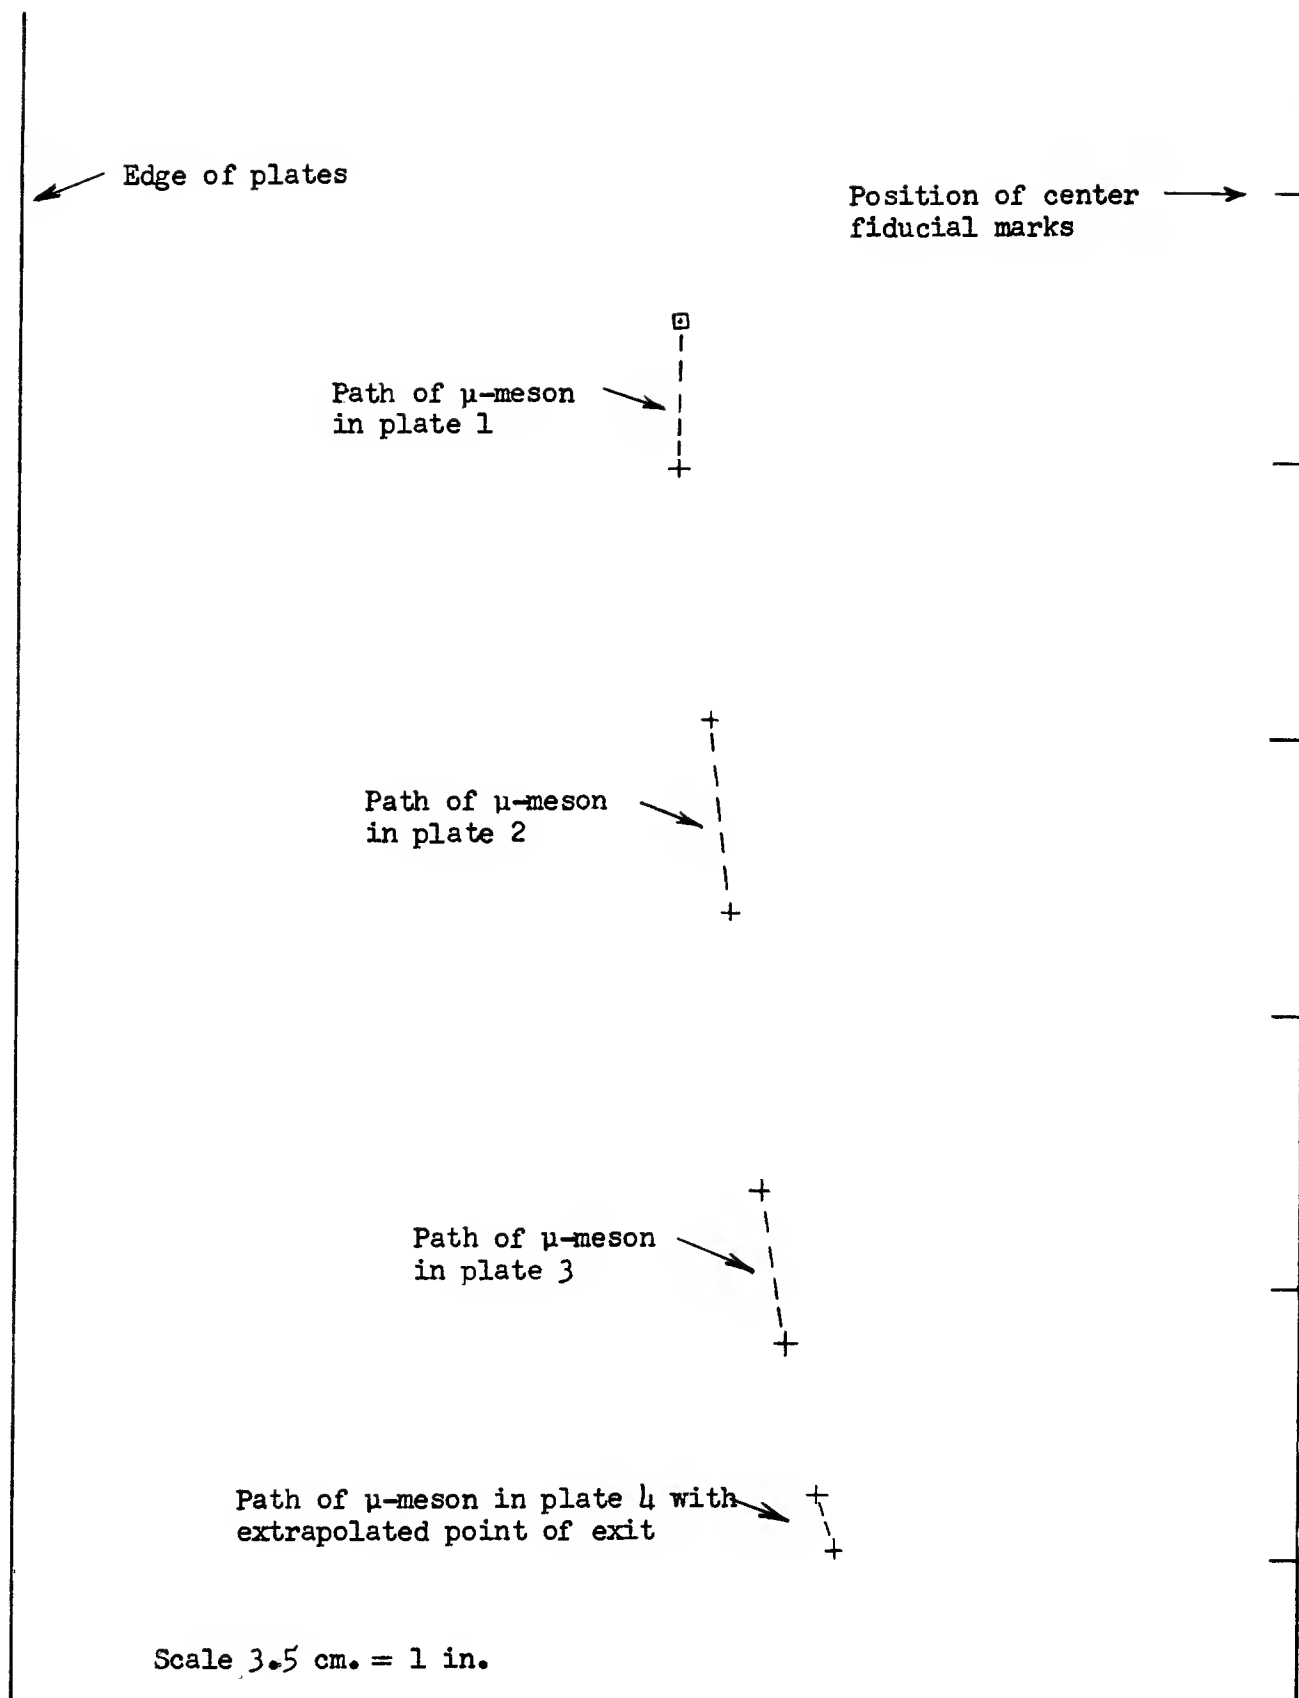 Edge of plates
Position of center
fiducial marks
Path of µ-meson
in plate 1
Path of µ-meson
in plate 2
Path of µ-meson
in plate 3
Path of µ-meson in plate 4 with
extrapolated point of exit
Scale 3.5 cm. = 1 in.